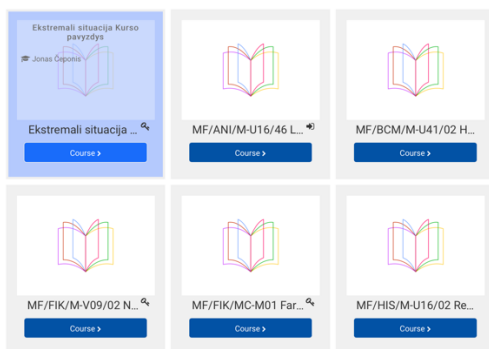 Ekstremali situacija Kurso
pavyzdys
Jonas Čeponis
Ekstremali situacija ...
MF/ANI/M-U16/46 L...
MF/BCM/M-U41/02 H...
Course
Course
Course
MF/FIK/M-V09/02 N...
MF/FIK/MC-M01 Far...
MF/HIS/M-U16/02 Re...
Course
Course
Course